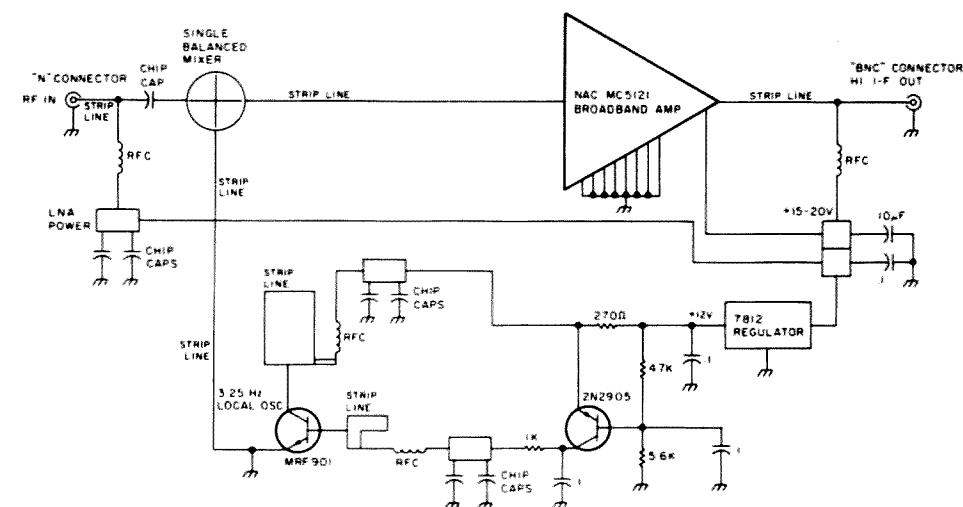 SINGLE
BALANCED
MIXER
"N" CONNECTOR
RF IN
CHIP
CAP
STRIP
LINE
STRIP LINE
NAC MC5121
BROADBAND AMP
STRIP LINE
"BNC" CONNECTOR
HI I-F OUT
RFC
RFC
STRIP
LINE
LNA
POWER
CHIP
CAPS
+15-20V
10µF
.1
STRIP
LINE
CHIP
CAPS
RFC
270Ω
+12V
7812
REGULATOR
.1
STRIP
LINE
47K
3.25 Hz
LOCAL OSC
STRIP
LINE
2N2905
MRF901
RFC
1K
CHIP
CAPS
.1
5.6K
.1